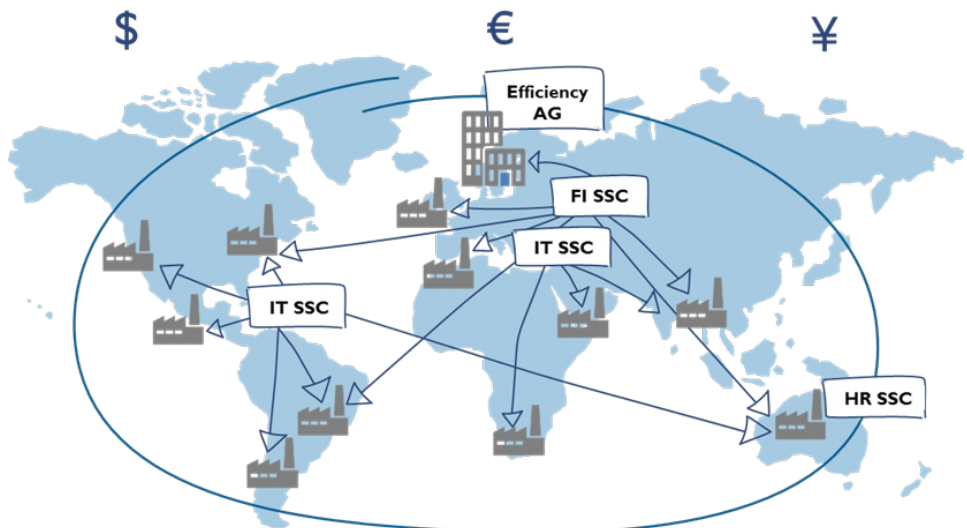 $ € ¥
Efficiency
AG
FI SSC
IT SSC
IT SSC
HR SSC